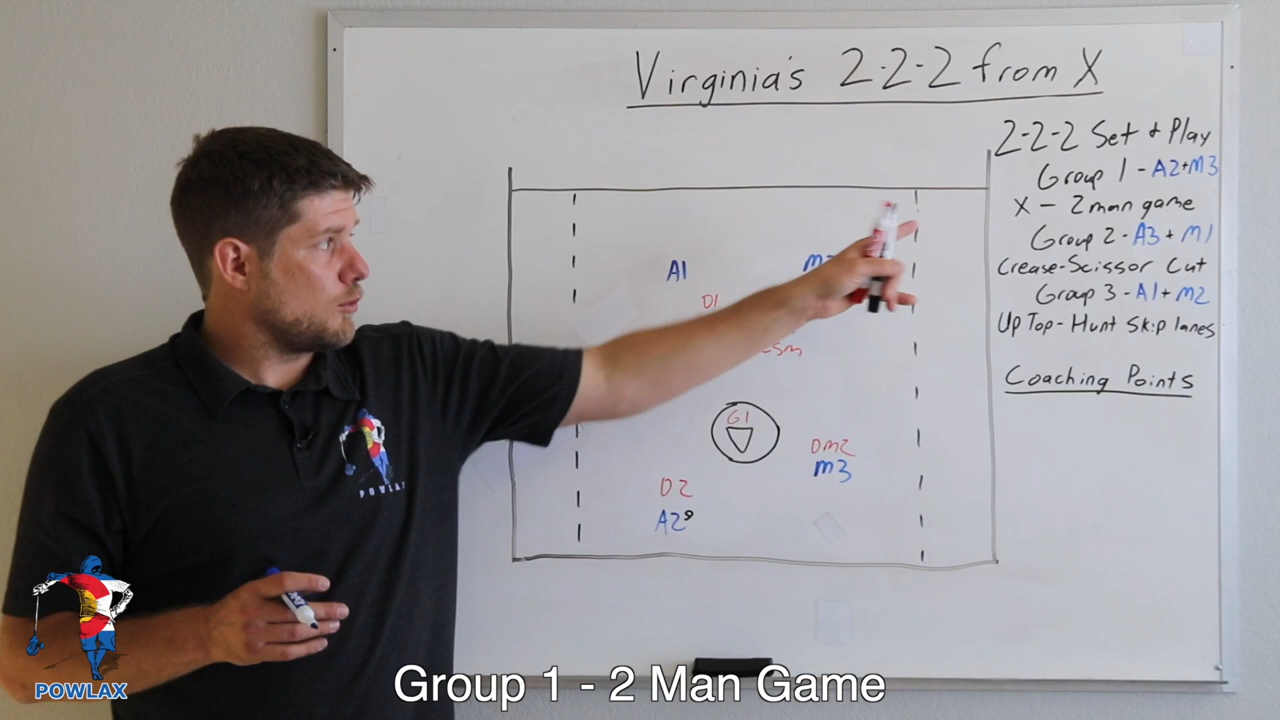 Virginia's 2-2-2 from X
2-2-2 Set + Play
Group 1 - A2+M3
X - 2 man game
Group 2 - A3 + M1
Crease-Scissor Cut
Group 3 - A1 + M2
Up Top - Hunt Skip lanes
Coaching Points
A1
D1
G1
DM2
M3
D2
A2
POWLAX
POWLAX
Group 1 - 2 Man Game